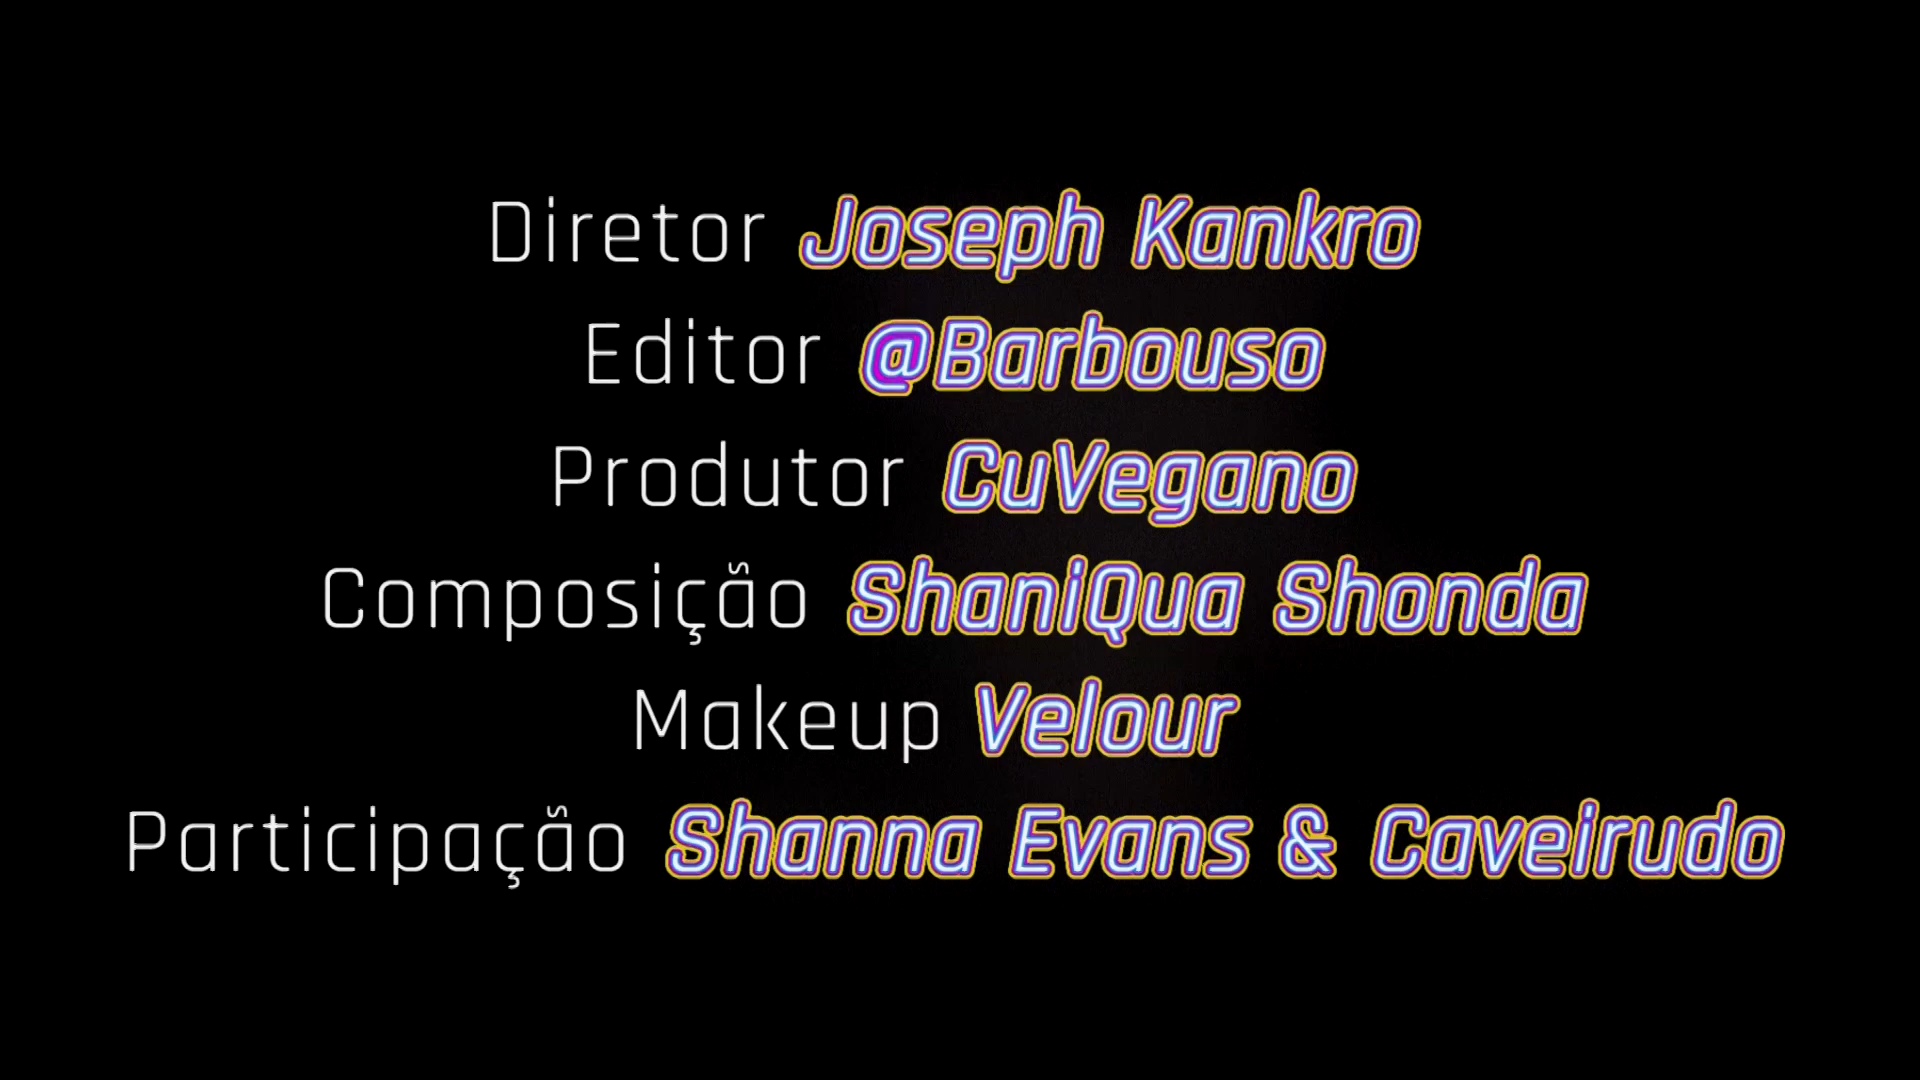 Diretor Joseph Kankro
Editor @Barbouso
Produtor CuVegano
Composição ShaniQua Shonda
Makeup Velour
Participação Shanna Evans & Caveirudo